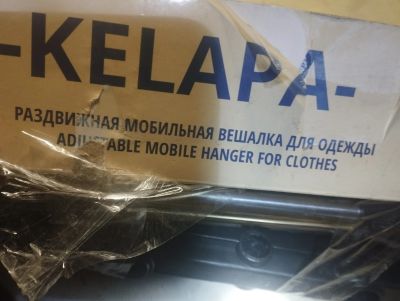 -KELAPA-
РАЗДВИЖНАЯ МОБИЛЬНАЯ ВЕШАЛКА ДЛЯ ОДЕЖДЫ
ADJUSTABLE MOBILE HANGER FOR CLOTHES